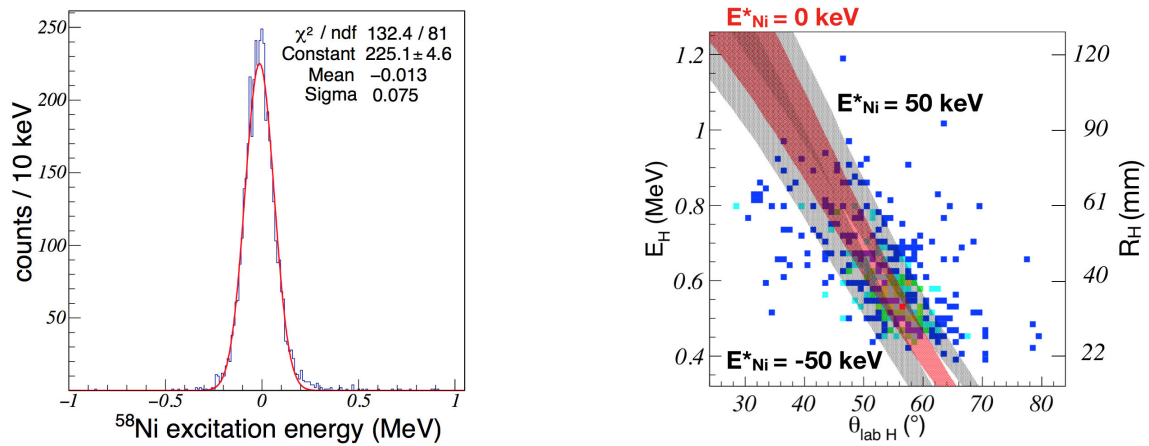 χ² / ndf 132.4 / 81
Constant 225.1 ± 4.6
Mean −0.013
Sigma 0.075
250
200
150
100
50
counts / 10 keV
−1 −0.5 0 0.5 1
⁵⁸Ni excitation energy (MeV)
E*Ni = 0 keV
E*Ni = 50 keV
E*Ni = -50 keV
1.2
1
0.8
0.6
0.4
E_H (MeV)
120
90
61
40
22
R_H (mm)
30 40 50 60 70 80
θ_lab H (°)